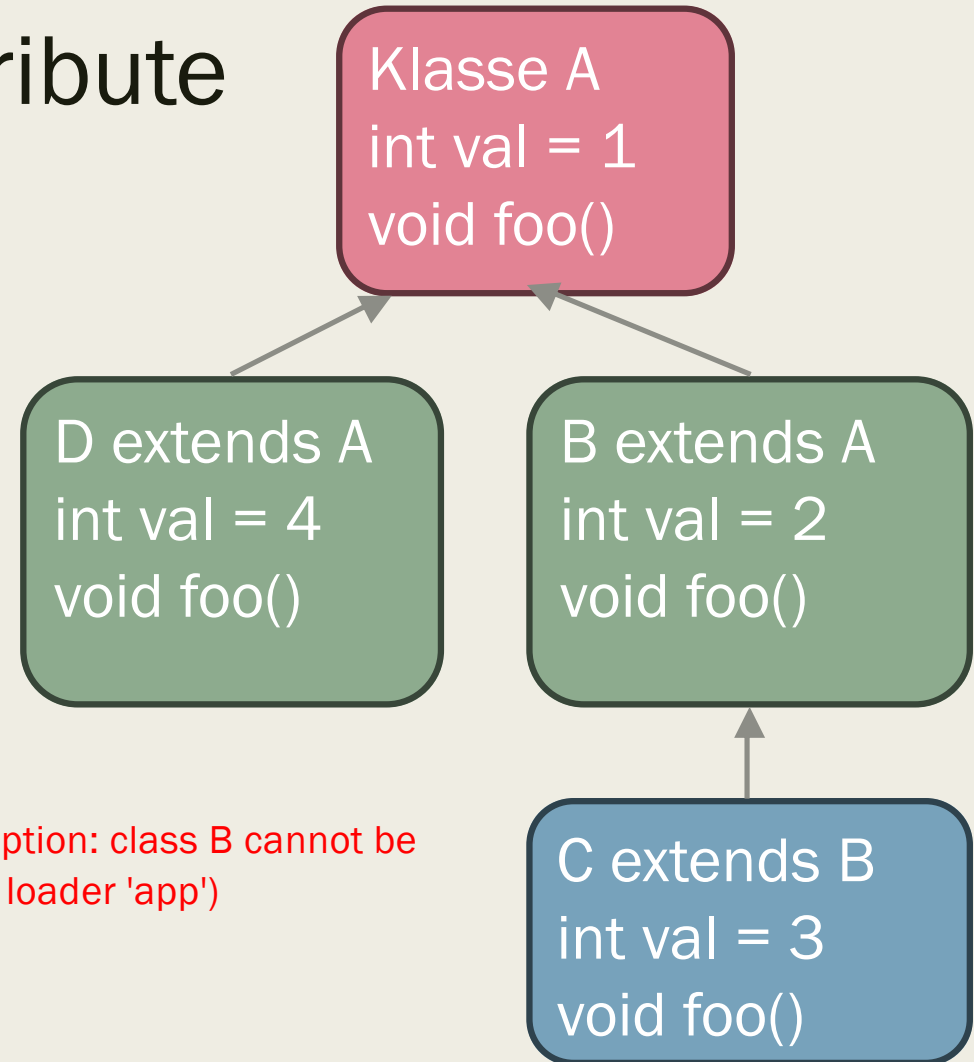 ribute
Klasse A
int val = 1
void foo()
D extends A
int val = 4
void foo()
B extends A
int val = 2
void foo()
ption: class B cannot be
loader 'app')
C extends B
int val = 3
void foo()